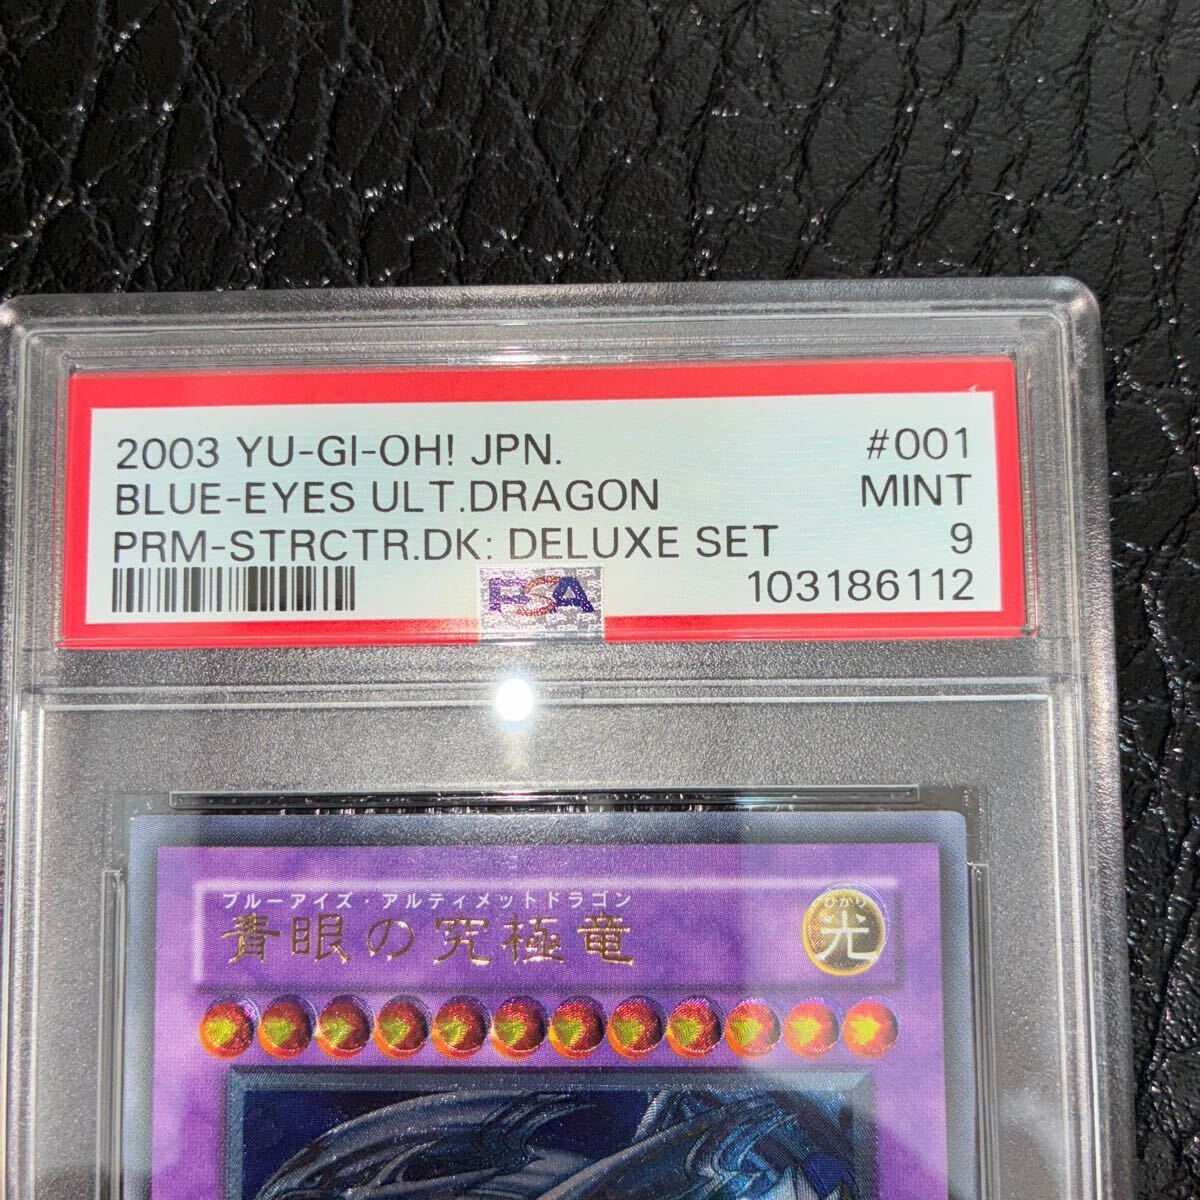 2003 YU-GI-OH! JPN. #001
BLUE-EYES ULT.DRAGON MINT
PRM-STRCTR.DK: DELUXE SET 9
PSA 103186112
ブルーアイズ・アルティメットドラゴン
青眼の究極竜
ひかり
光